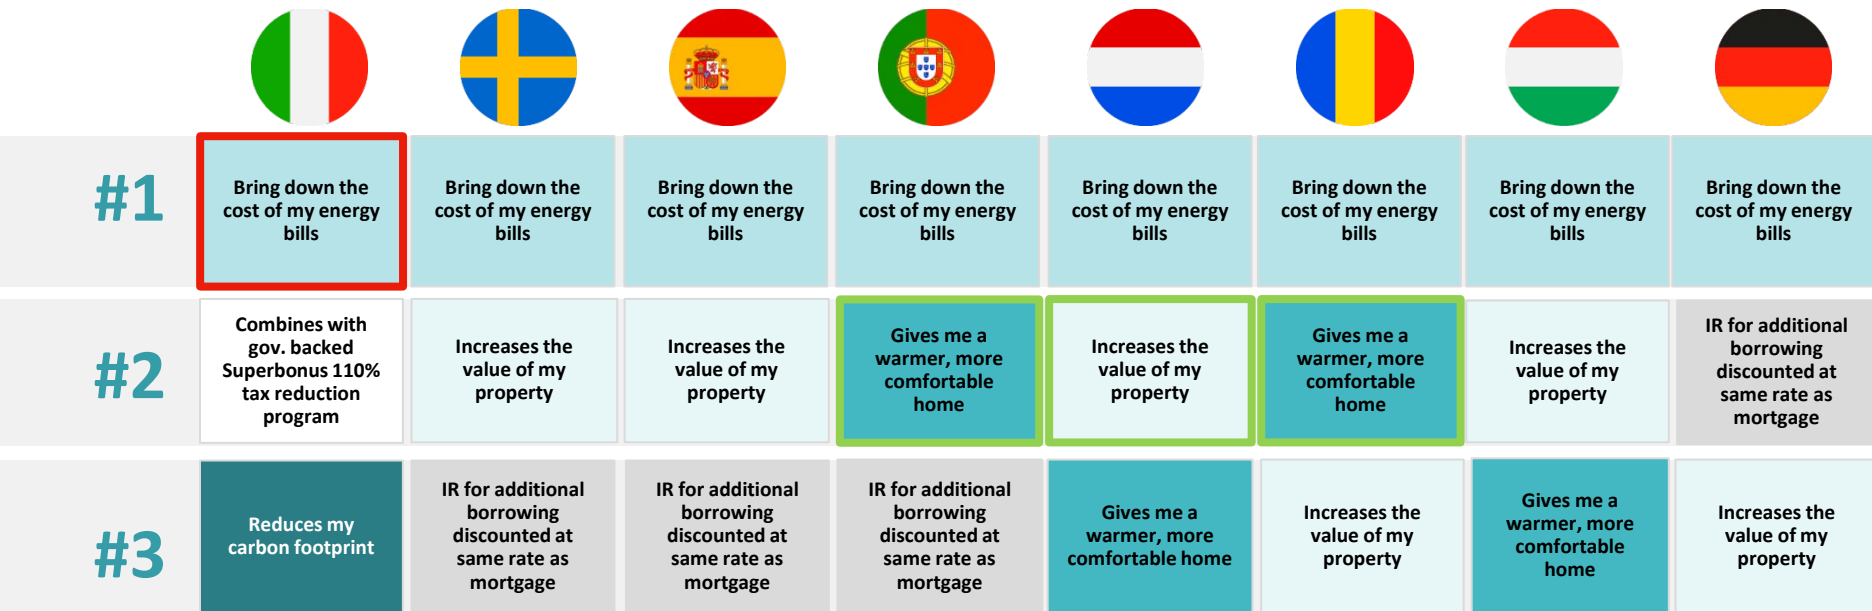 #1
Bring down the
cost of my energy
bills
Bring down the
cost of my energy
bills
Bring down the
cost of my energy
bills
Bring down the
cost of my energy
bills
Bring down the
cost of my energy
bills
Bring down the
cost of my energy
bills
Bring down the
cost of my energy
bills
Bring down the
cost of my energy
bills
#2
Combines with
gov. backed
Superbonus 110%
tax reduction
program
Increases the
value of my
property
Increases the
value of my
property
Gives me a
warmer, more
comfortable
home
Increases the
value of my
property
Gives me a
warmer, more
comfortable
home
Increases the
value of my
property
IR for additional
borrowing
discounted at
same rate as
mortgage
#3
Reduces my
carbon footprint
IR for additional
borrowing
discounted at
same rate as
mortgage
IR for additional
borrowing
discounted at
same rate as
mortgage
IR for additional
borrowing
discounted at
same rate as
mortgage
Gives me a
warmer, more
comfortable home
Increases the
value of my
property
Gives me a
warmer, more
comfortable
home
Increases the
value of my
property